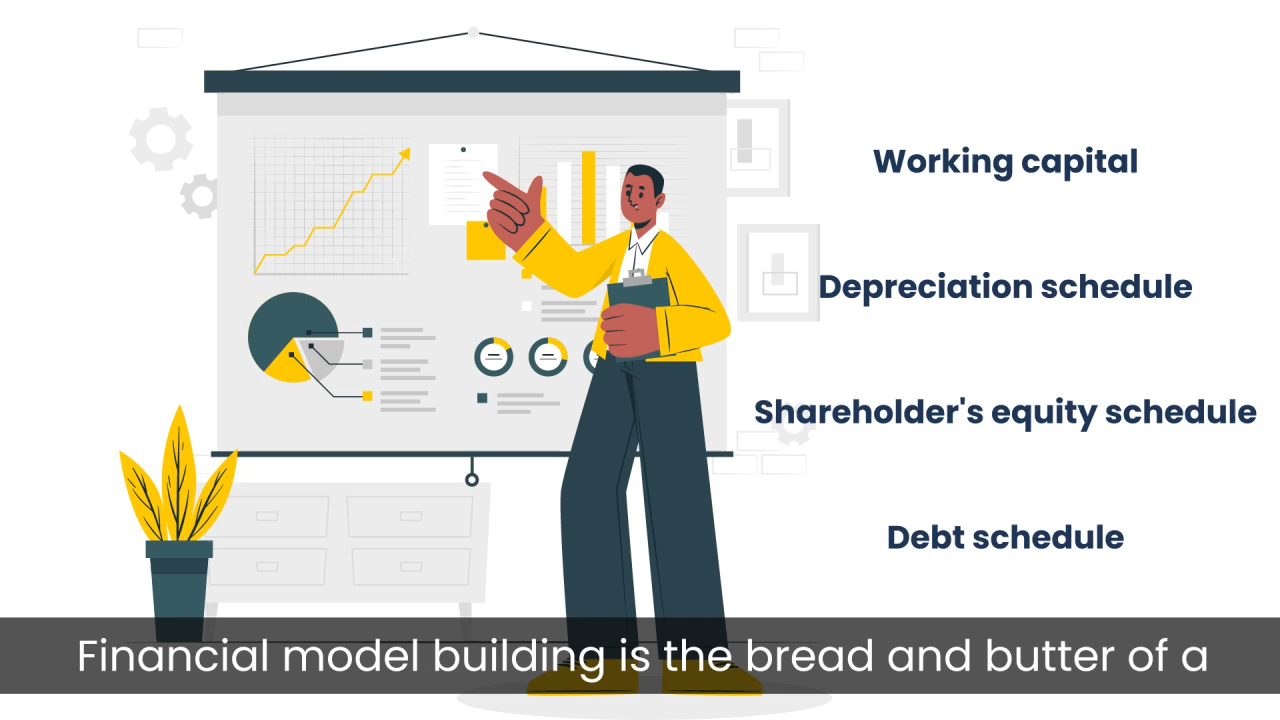 Working capital
Depreciation schedule
Shareholder's equity schedule
Debt schedule
Financial model building is the bread and butter of a